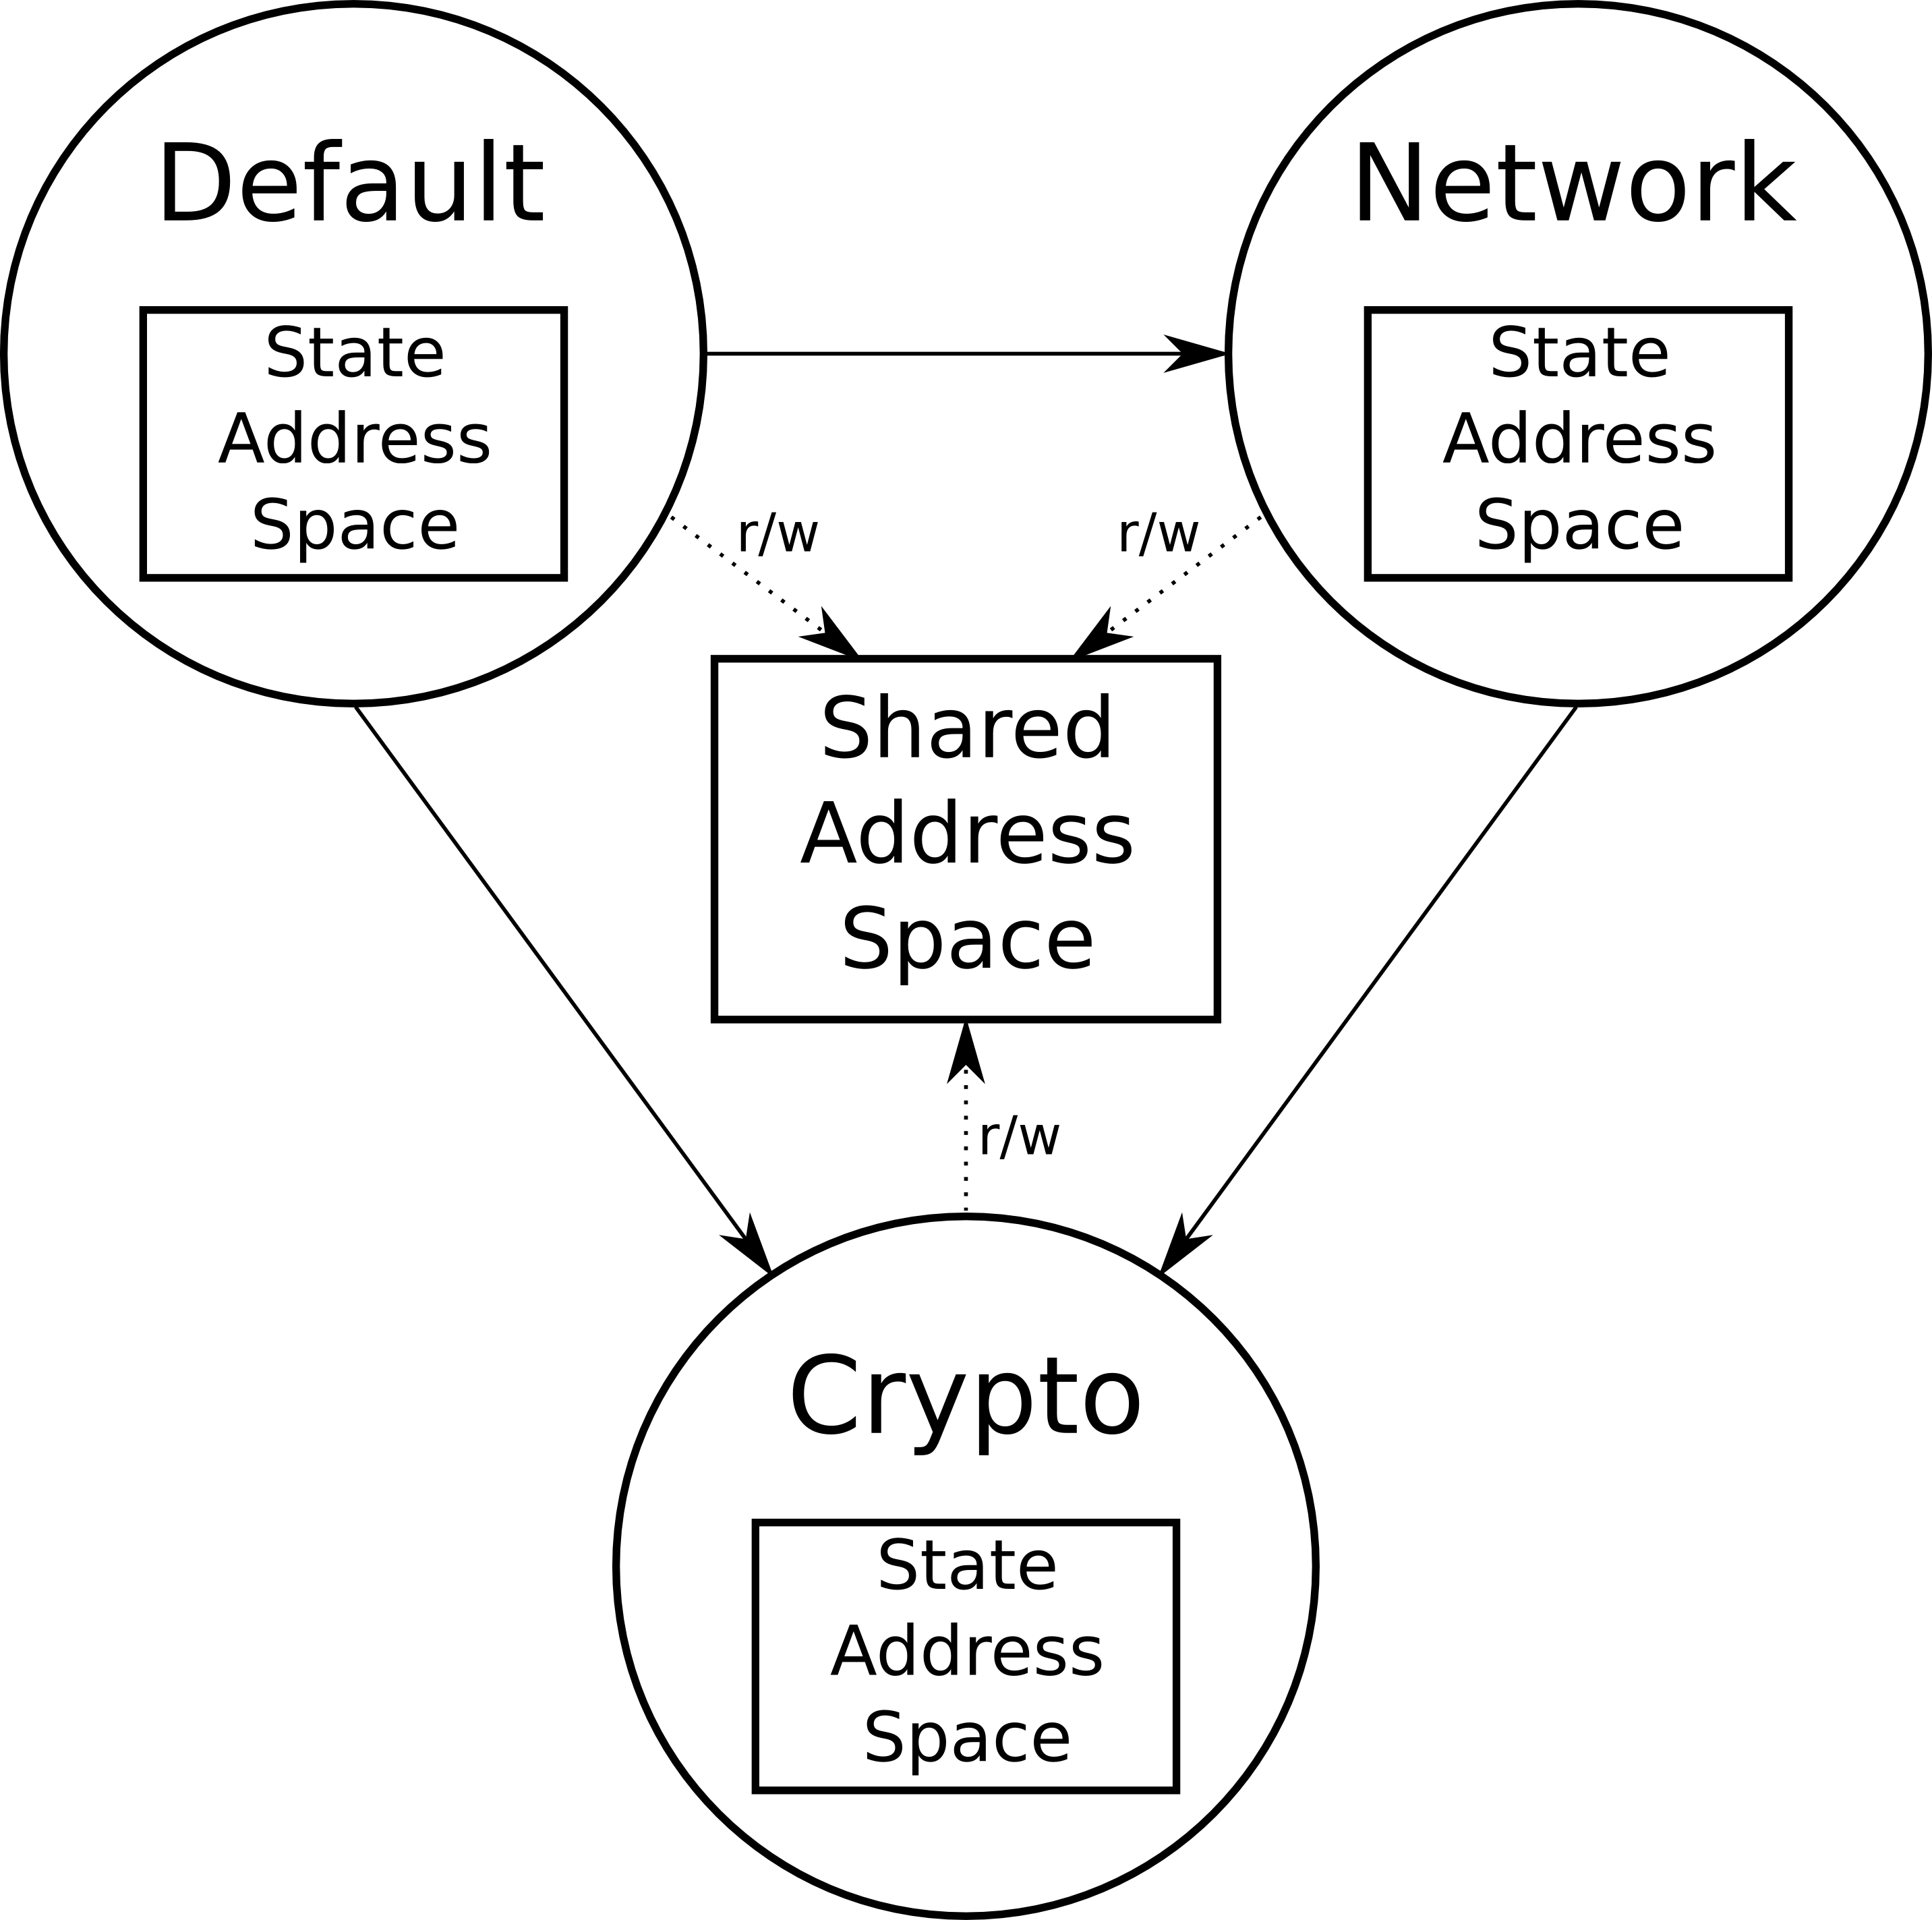 Default
State
Address
Space
Network
State
Address
Space
r/w
r/w
Shared
Address
Space
r/w
Crypto
State
Address
Space